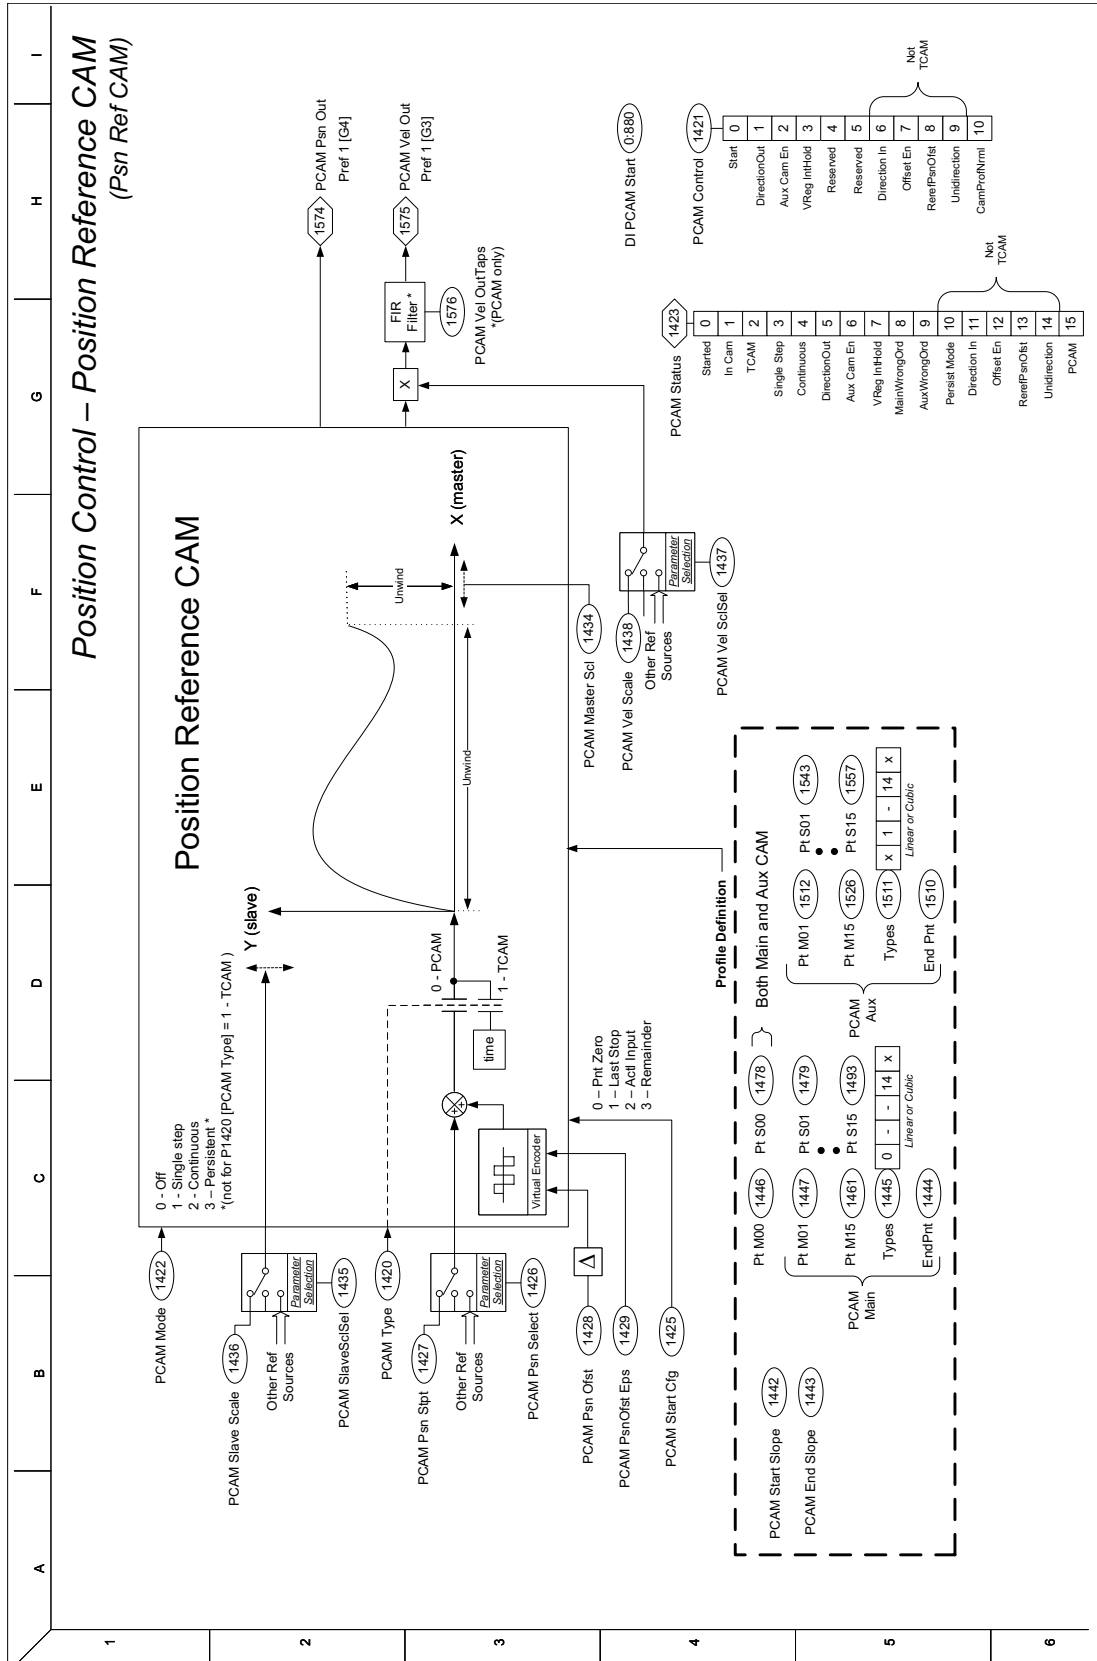 A
B
C
D
E
F
G
H
I
1
2
3
4
5
6
Position Control – Position Reference CAM
(Psn Ref CAM)
Position Reference CAM
PCAM Mode 1422
0 - Off
1 - Single step
2 - Continuous
3 – Persistent *
*(not for P1420 [PCAM Type] = 1 - TCAM )
PCAM Slave Scale 1436
Other Ref
Sources
Parameter
Selection
PCAM SlaveSclSel 1435
PCAM Type 1420
PCAM Psn Stpt 1427
Other Ref
Sources
Parameter
Selection
PCAM Psn Select 1426
PCAM Psn Ofst 1428
Δ
PCAM PsnOfst Eps 1429
PCAM Start Cfg 1425
0 – Pnt Zero
1 – Last Stop
2 – Actl Input
3 – Remainder
Virtual Encoder
+
+
time
0 - PCAM
1 - TCAM
Y (slave)
X (master)
Unwind
Unwind
PCAM Master Scl 1434
PCAM Vel Scale 1438
Other Ref
Sources
Parameter
Selection
PCAM Vel SclSel 1437
X
FIR
Filter *
1576
PCAM Vel OutTaps
*(PCAM only)
1574 PCAM Psn Out
Pref 1 [G4]
1575 PCAM Vel Out
Pref 1 [G3]
DI PCAM Start 0:880
PCAM Control 1421
Start 0
DirectionOut 1
Aux Cam En 2
VReg IntHold 3
Reserved 4
Reserved 5
Direction In 6
Offset En 7
RerefPsnOfst 8
Unidirection 9
CamProfNrml 10
Not
TCAM
PCAM Status 1423
Started 0
In Cam 1
TCAM 2
Single Step 3
Continuous 4
DirectionOut 5
Aux Cam En 6
VReg IntHold 7
MainWrongOrd 8
AuxWrongOrd 9
Persist Mode 10
Direction In 11
Offset En 12
RerefPsnOfst 13
Unidirection 14
PCAM 15
Not
TCAM
Profile Definition
PCAM Start Slope 1442
PCAM End Slope 1443
Pt M00 1446 Pt S00 1478 Both Main and Aux CAM
PCAM
Main
Pt M01 1447 Pt S01 1479
Pt M15 1461 Pt S15 1493
Types 1445 0 - - 14 x
Linear or Cubic
EndPnt 1444
PCAM
Aux
Pt M01 1512 Pt S01 1543
Pt M15 1526 Pt S15 1557
Types 1511 x 1 - 14 x
Linear or Cubic
End Pnt 1510